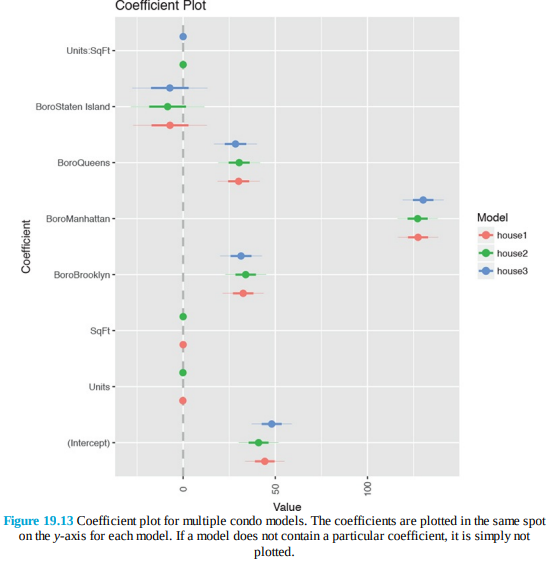 Coefficient Plot
Units:SqFt
BoroStaten Island
BoroQueens
BoroManhattan
BoroBrooklyn
SqFt
Units
(Intercept)
Coefficient
0
50
100
Value
Model
house1
house2
house3
Figure 19.13 Coefficient plot for multiple condo models. The coefficients are plotted in the same spot
on the y-axis for each model. If a model does not contain a particular coefficient, it is simply not
plotted.